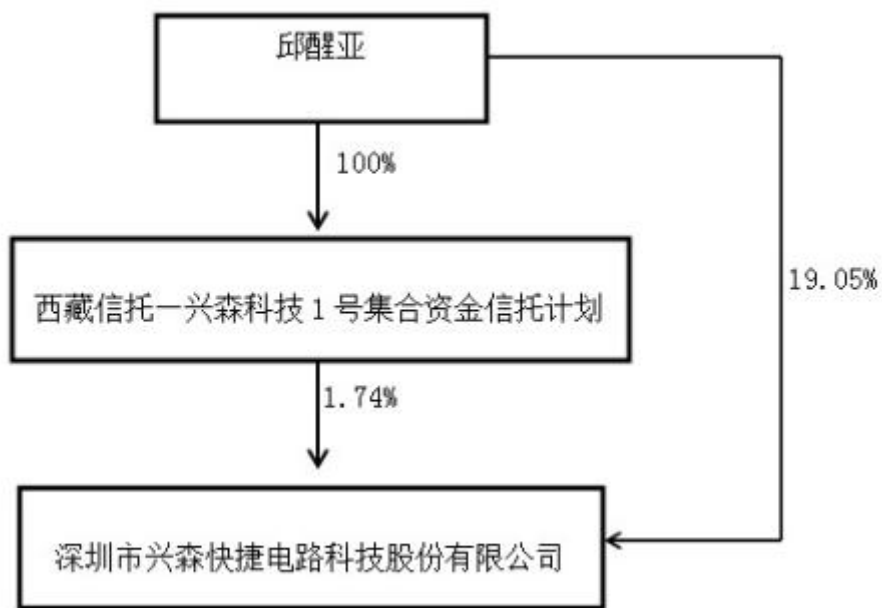 邱醒亚
100%
19.05%
西藏信托一兴森科技1号集合资金信托计划
1.74%
深圳市兴森快捷电路科技股份有限公司